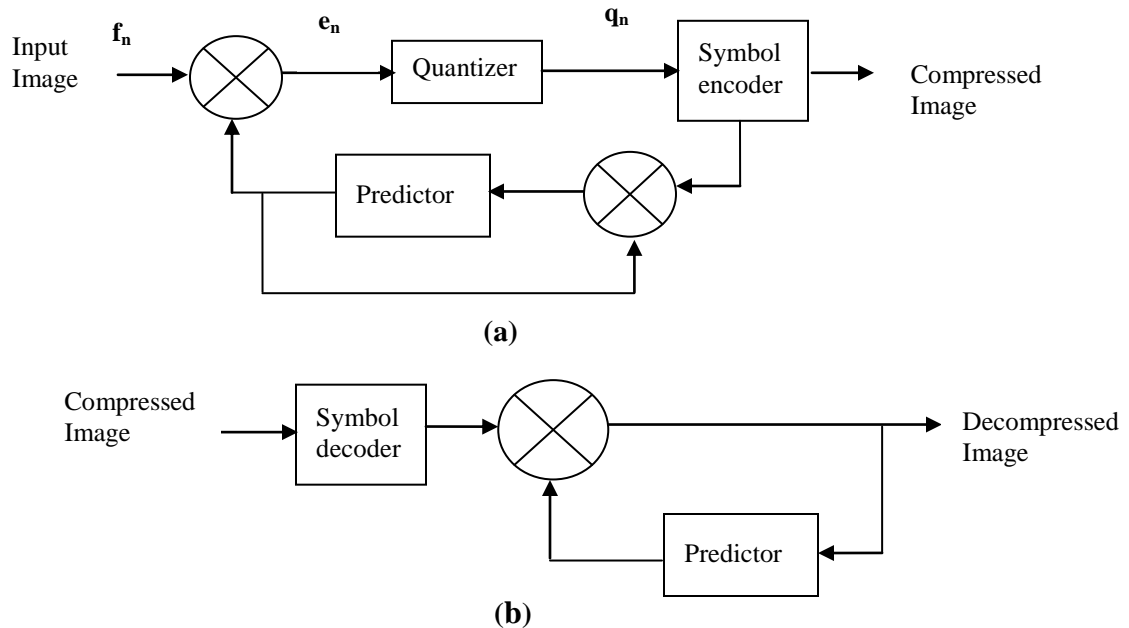 Input
Image
fn
en
qn
Quantizer
Symbol
encoder
Compressed
Image
Predictor
(a)
Compressed
Image
Symbol
decoder
Decompressed
Image
Predictor
(b)